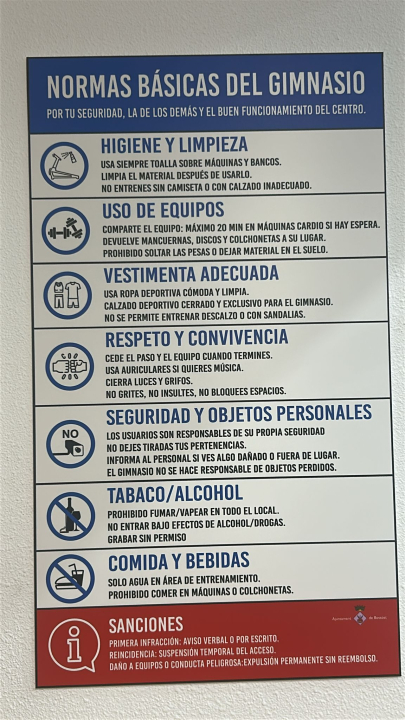 NORMAS BÁSICAS DEL GIMNASIO
POR TU SEGURIDAD, LA DE LOS DEMÁS Y EL BUEN FUNCIONAMIENTO DEL CENTRO.
HIGIENE Y LIMPIEZA
USA SIEMPRE TOALLA SOBRE MÁQUINAS Y BANCOS.
LIMPIA EL MATERIAL DESPUÉS DE USARLO.
NO ENTRENES SIN CAMISETA O CON CALZADO INADECUADO.
USO DE EQUIPOS
COMPARTE EL EQUIPO: MÁXIMO 20 MIN EN MÁQUINAS CARDIO SI HAY ESPERA.
DEVUELVE MANCUERNAS, DISCOS Y COLCHONETAS A SU LUGAR.
PROHIBIDO SOLTAR LAS PESAS O DEJAR MATERIAL EN EL SUELO.
VESTIMENTA ADECUADA
USA ROPA DEPORTIVA CÓMODA Y LIMPIA.
CALZADO DEPORTIVO CERRADO Y EXCLUSIVO PARA EL GIMNASIO.
NO SE PERMITE ENTRENAR DESCALZO O CON SANDALIAS.
RESPETO Y CONVIVENCIA
CEDE EL PASO Y EL EQUIPO CUANDO TERMINES.
USA AURICULARES SI QUIERES MÚSICA.
CIERRA LUCES Y GRIFOS.
NO GRITES, NO INSULTES, NO BLOQUEES ESPACIOS.
SEGURIDAD Y OBJETOS PERSONALES
NO
LOS USUARIOS SON RESPONSABLES DE SU PROPIA SEGURIDAD
NO DEJES TIRADAS TUS PERTENENCIAS.
INFORMA AL PERSONAL SI VES ALGO DAÑADO O FUERA DE LUGAR.
EL GIMNASIO NO SE HACE RESPONSABLE DE OBJETOS PERDIDOS.
TABACO/ALCOHOL
PROHIBIDO FUMAR/VAPEAR EN TODO EL LOCAL.
NO ENTRAR BAJO EFECTOS DE ALCOHOL/DROGAS.
GRABAR SIN PERMISO
COMIDA Y BEBIDAS
SOLO AGUA EN ÁREA DE ENTRENAMIENTO.
PROHIBIDO COMER EN MÁQUINAS O COLCHONETAS.
SANCIONES
PRIMERA INFRACCIÓN: AVISO VERBAL O POR ESCRITO.
REINCIDENCIA: SUSPENSIÓN TEMPORAL DEL ACCESO.
DAÑO A EQUIPOS O CONDUCTA PELIGROSA:EXPULSIÓN PERMANENTE SIN REEMBOLSO.